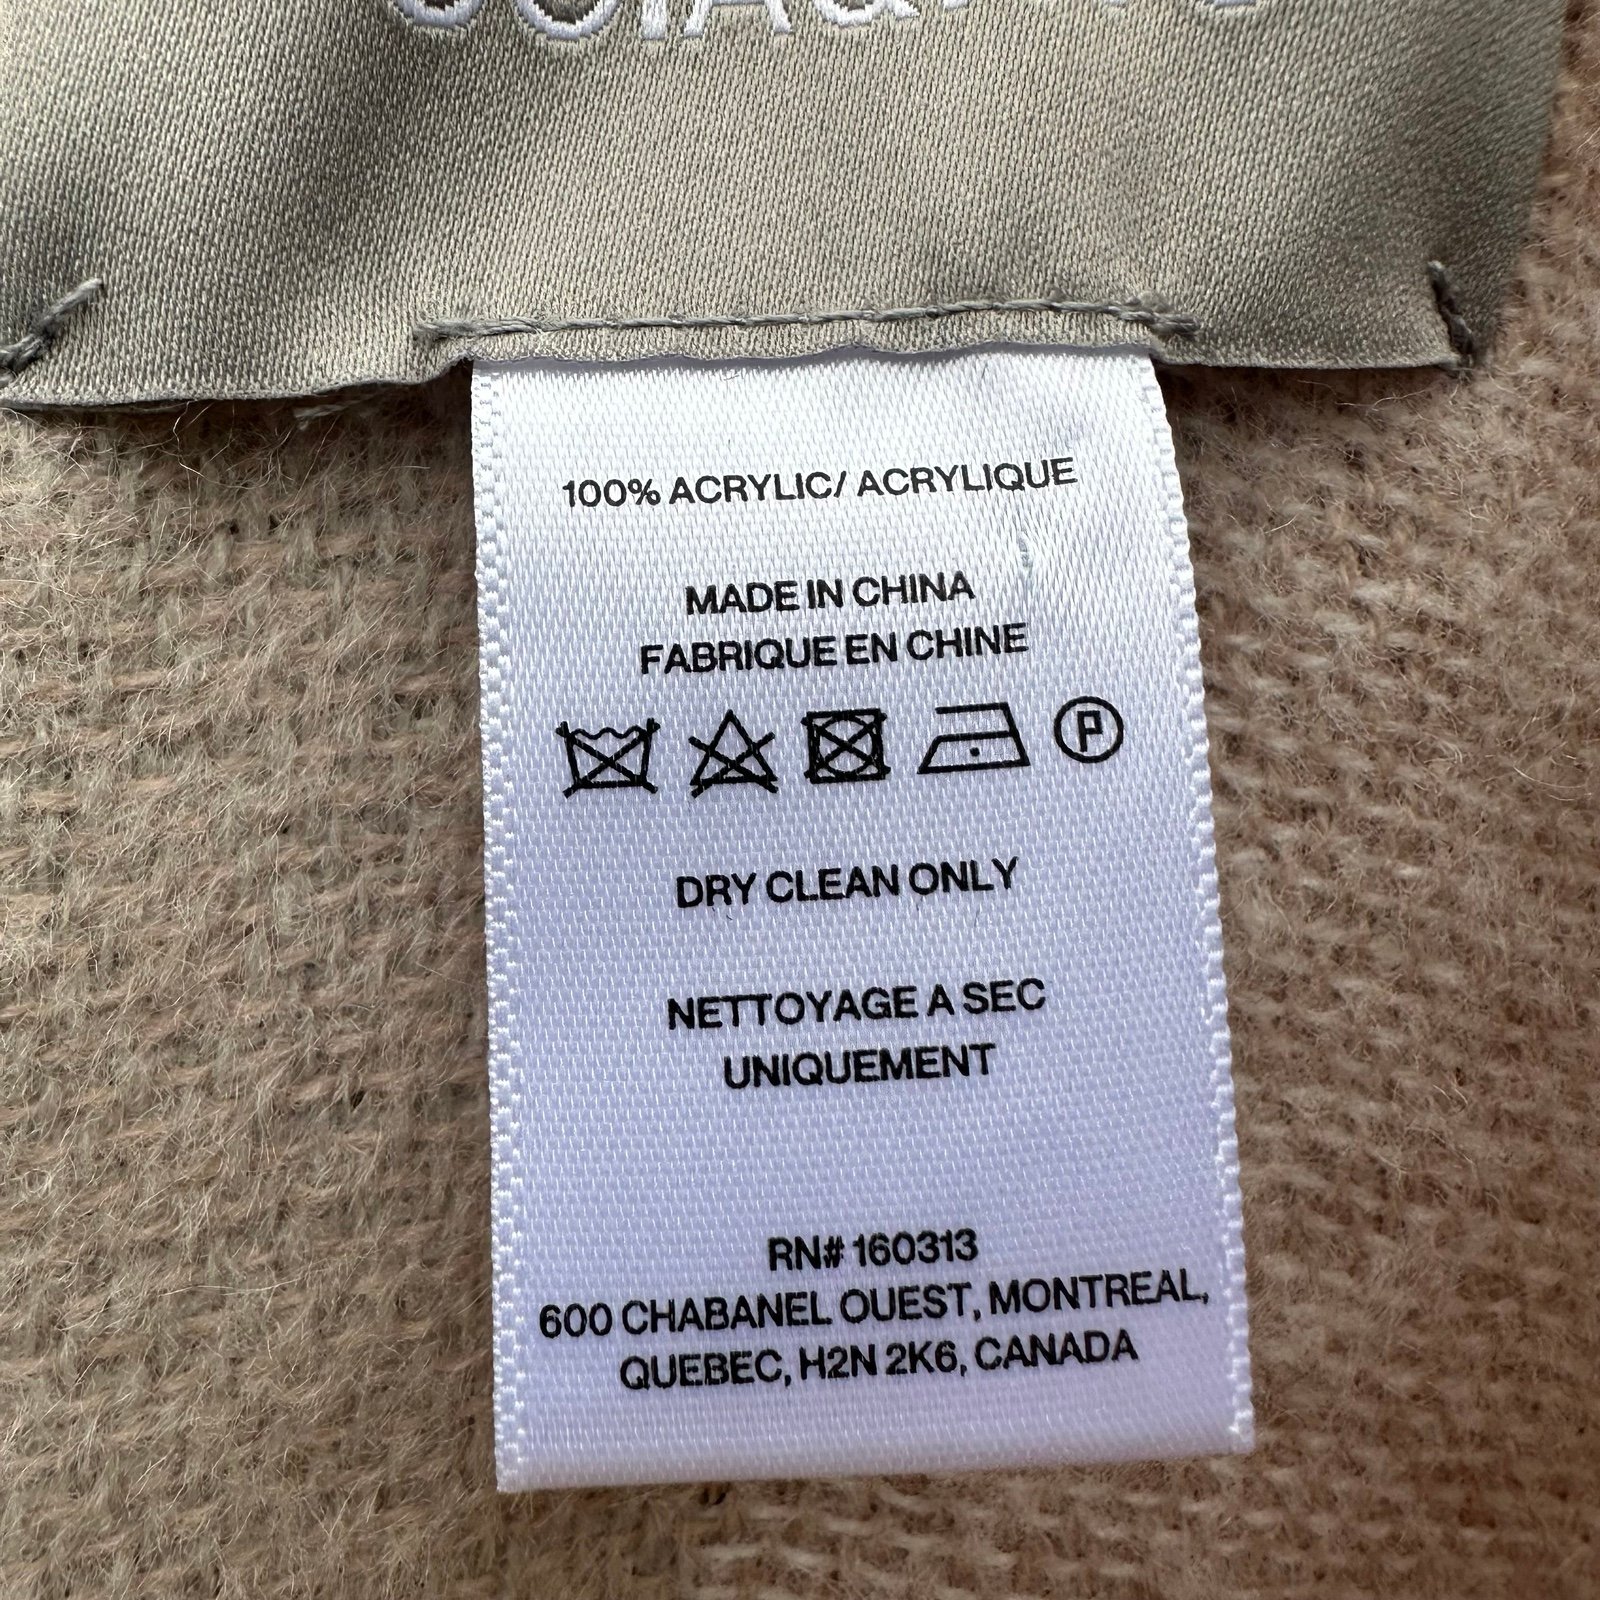 100% ACRYLIC/ ACRYLIQUE
MADE IN CHINA
FABRIQUE EN CHINE
P
DRY CLEAN ONLY
NETTOYAGE A SEC
UNIQUEMENT
RN# 160313
600 CHABANEL OUEST, MONTREAL,
QUEBEC, H2N 2K6, CANADA